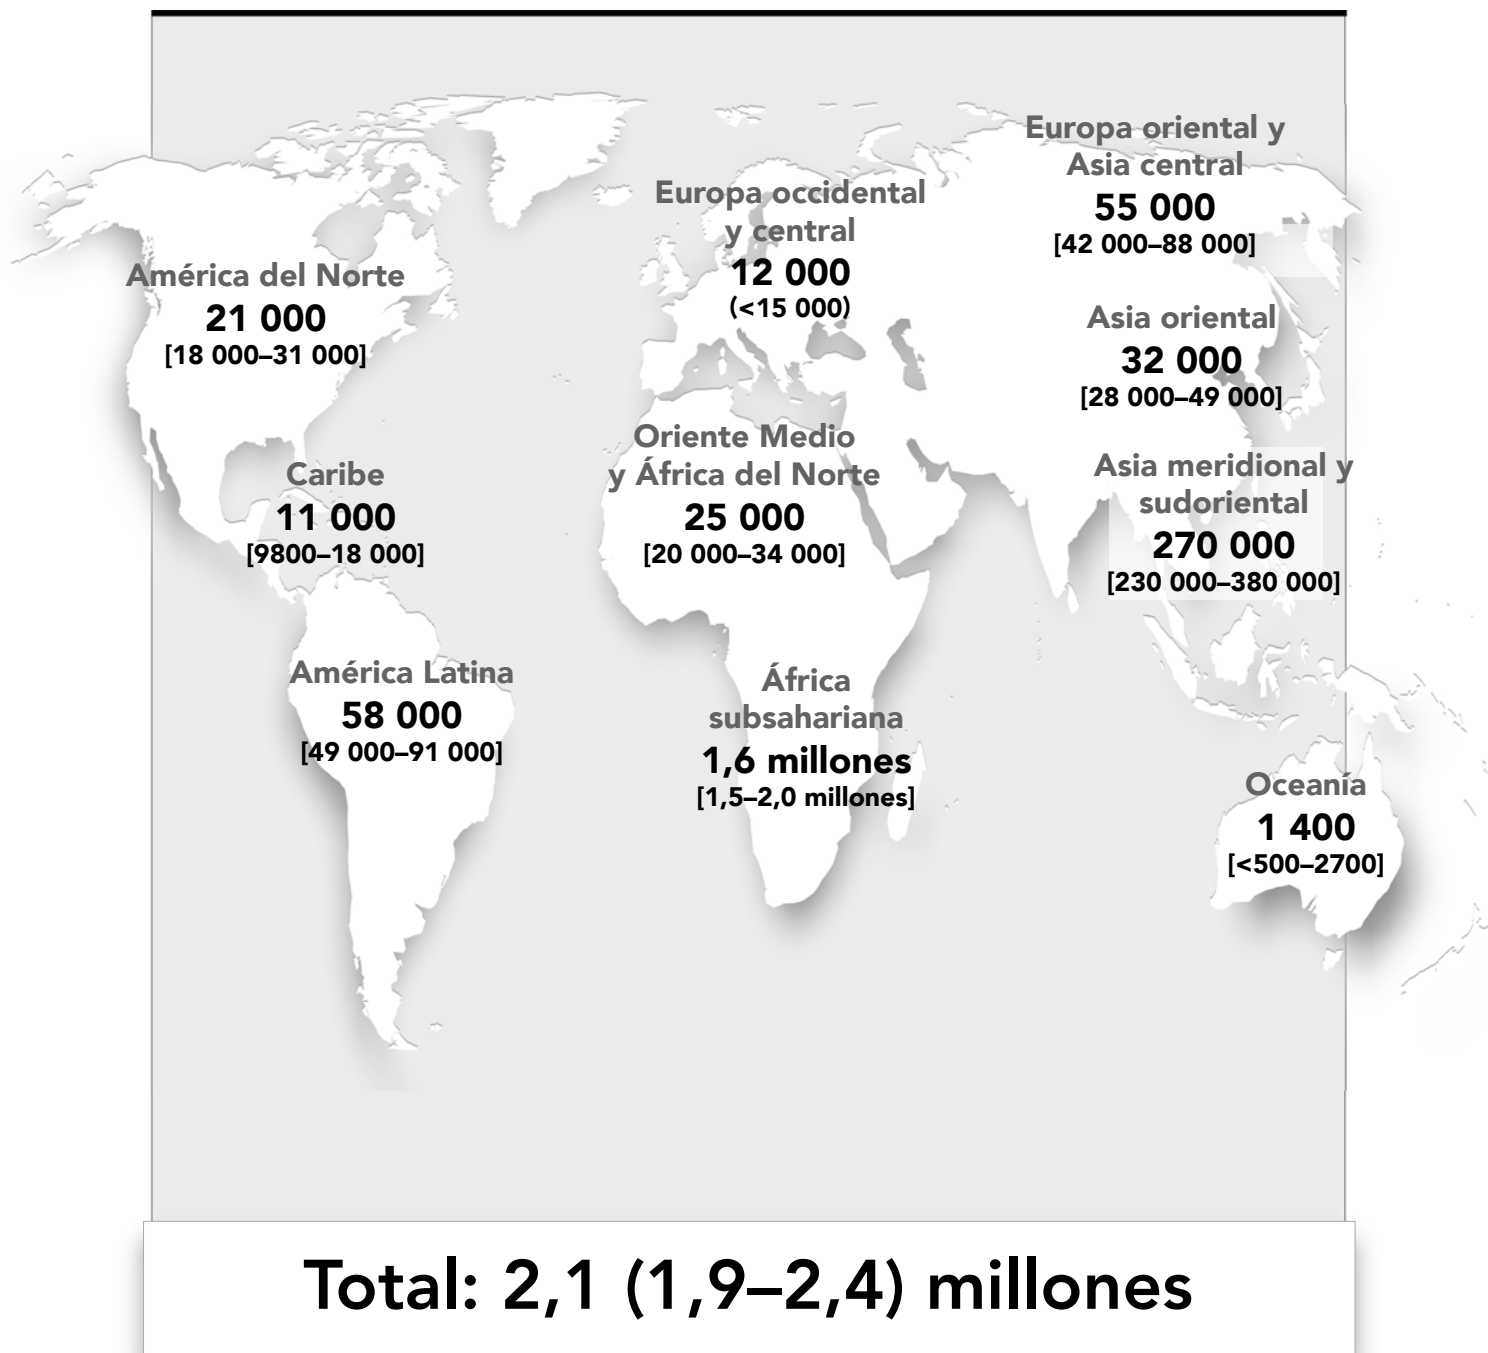 Europa oriental y
Asia central
55 000
[42 000–88 000]
Europa occidental
y central
12 000
(<15 000)
América del Norte
21 000
[18 000–31 000]
Asia oriental
32 000
[28 000–49 000]
Oriente Medio
y África del Norte
25 000
[20 000–34 000]
Caribe
11 000
[9800–18 000]
Asia meridional y
sudoriental
270 000
[230 000–380 000]
América Latina
58 000
[49 000–91 000]
África
subsahariana
1,6 millones
[1,5–2,0 millones]
Oceanía
1 400
[<500–2700]
Total: 2,1 (1,9–2,4) millones